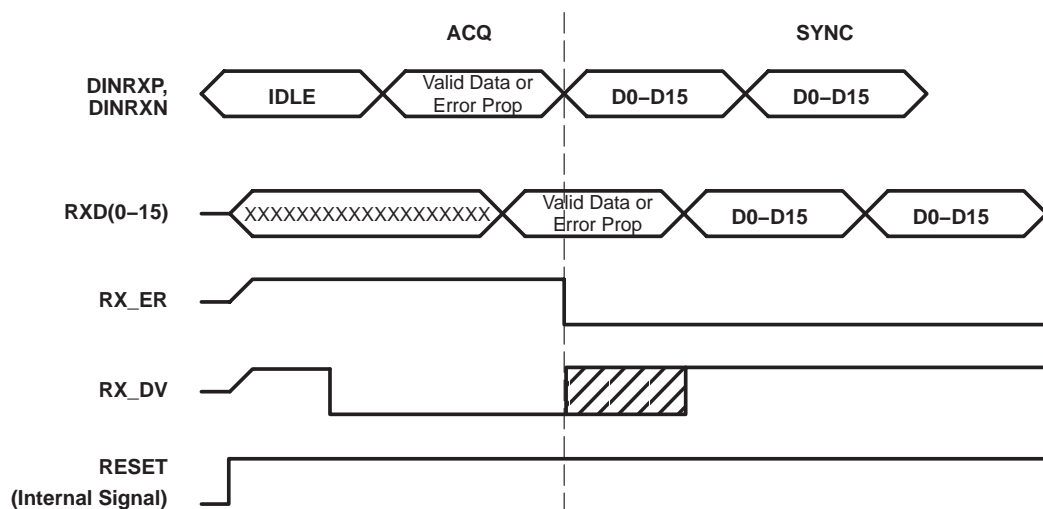 ACQ
SYNC
DINRXP,
DINRXN
IDLE
Valid Data or
Error Prop
D0–D15
D0–D15
RXD(0–15)
XXXXXXXXXXXXXXXXXXX
Valid Data or
Error Prop
D0–D15
D0–D15
RX_ER
RX_DV
RESET
(Internal Signal)